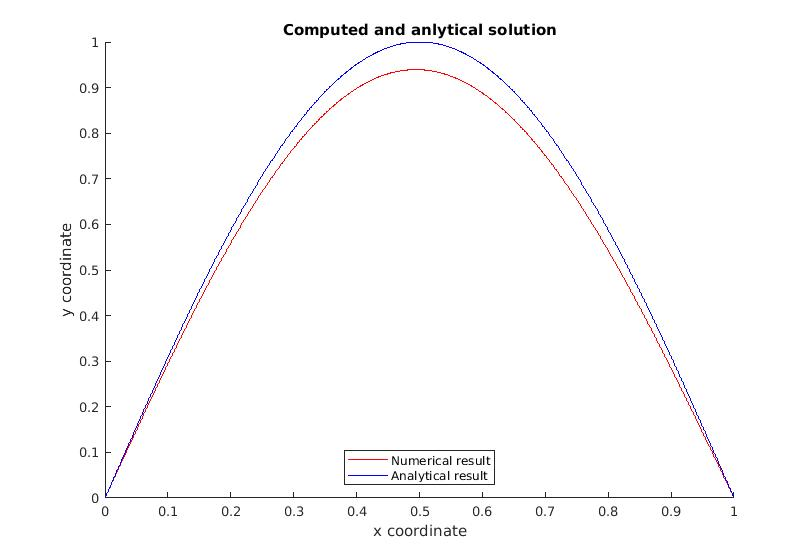 Computed and anlytical solution
1
0.9
0.8
0.7
0.6
0.5
0.4
0.3
0.2
0.1
0
y coordinate
Numerical result
Analytical result
0 0.1 0.2 0.3 0.4 0.5 0.6 0.7 0.8 0.9 1
x coordinate